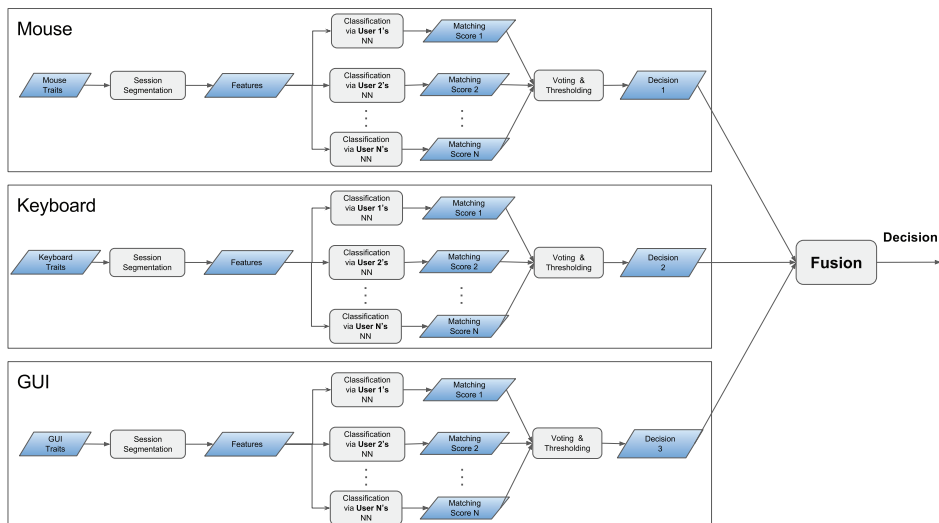 Mouse
Mouse
Traits
Session
Segmentation
Features
Classification
via User 1's
NN
Matching
Score 1
Classification
via User 2's
NN
Matching
Score 2
Classification
via User N's
NN
Matching
Score N
Voting &
Thresholding
Decision
1
Keyboard
Keyboard
Traits
Session
Segmentation
Features
Classification
via User 1's
NN
Matching
Score 1
Classification
via User 2's
NN
Matching
Score 2
Classification
via User N's
NN
Matching
Score N
Voting &
Thresholding
Decision
2
GUI
GUI
Traits
Session
Segmentation
Features
Classification
via User 1's
NN
Matching
Score 1
Classification
via User 2's
NN
Matching
Score 2
Classification
via User N's
NN
Matching
Score N
Voting &
Thresholding
Decision
3
Fusion
Decision